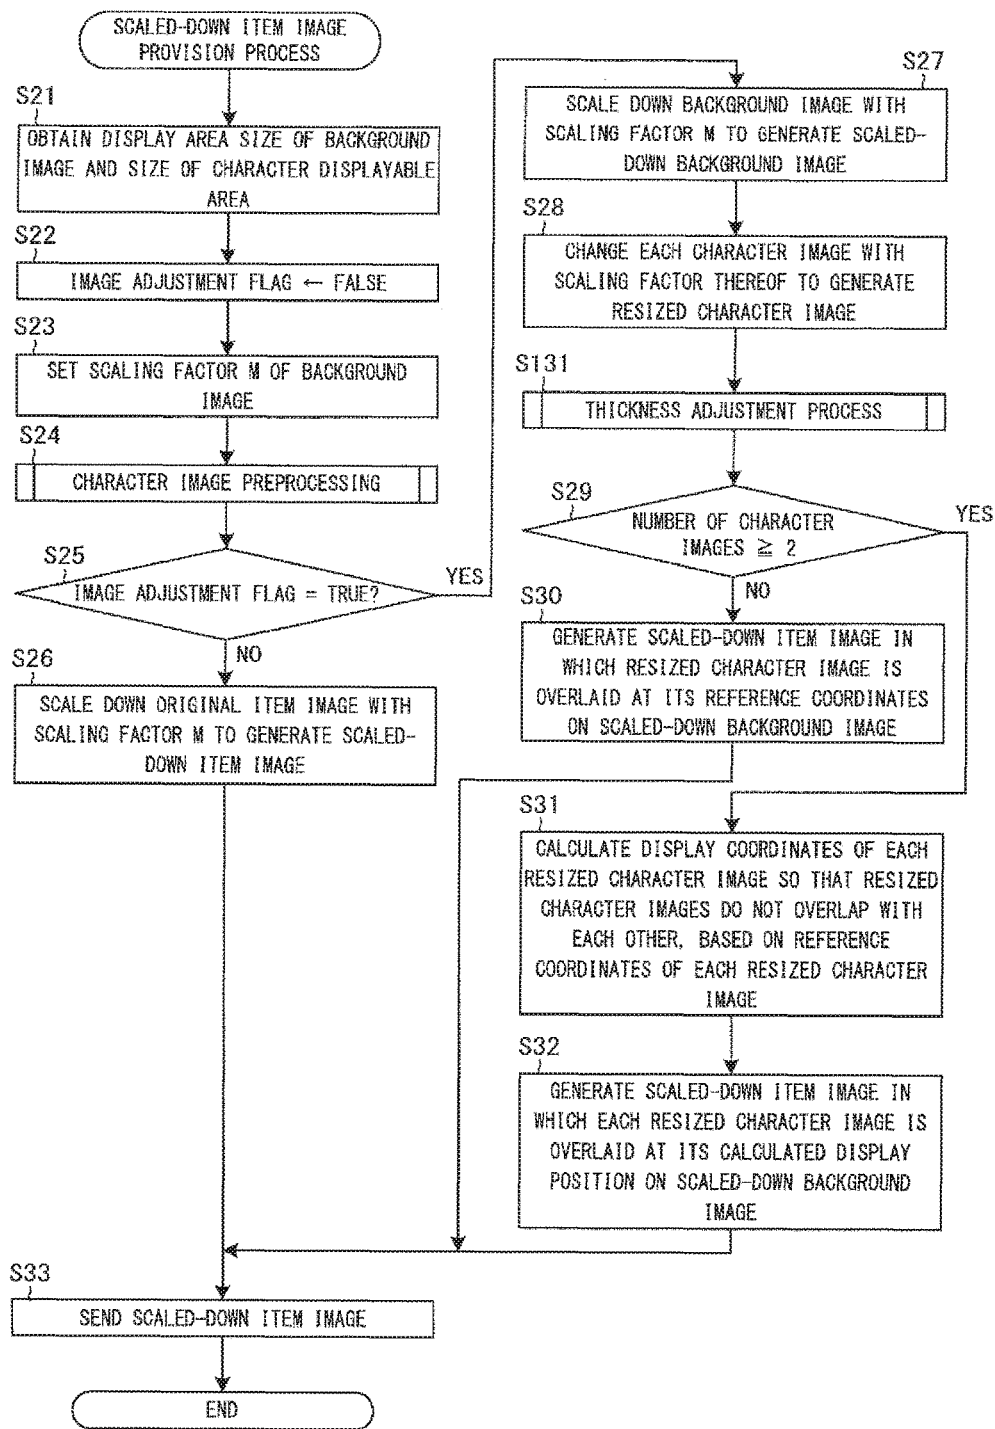 SCALED-DOWN ITEM IMAGE
PROVISION PROCESS
S21
OBTAIN DISPLAY AREA SIZE OF BACKGROUND
IMAGE AND SIZE OF CHARACTER DISPLAYABLE
AREA
S22
IMAGE ADJUSTMENT FLAG ← FALSE
S23
SET SCALING FACTOR M OF BACKGROUND
IMAGE
S24
CHARACTER IMAGE PREPROCESSING
S25
IMAGE ADJUSTMENT FLAG = TRUE?
YES
NO
S26
SCALE DOWN ORIGINAL ITEM IMAGE WITH
SCALING FACTOR M TO GENERATE SCALED-
DOWN ITEM IMAGE
S27
SCALE DOWN BACKGROUND IMAGE WITH
SCALING FACTOR M TO GENERATE SCALED-
DOWN BACKGROUND IMAGE
S28
CHANGE EACH CHARACTER IMAGE WITH
SCALING FACTOR THEREOF TO GENERATE
RESIZED CHARACTER IMAGE
S131
THICKNESS ADJUSTMENT PROCESS
S29
NUMBER OF CHARACTER
IMAGES ≧ 2
YES
NO
S30
GENERATE SCALED-DOWN ITEM IMAGE IN
WHICH RESIZED CHARACTER IMAGE IS
OVERLAID AT ITS REFERENCE COORDINATES
ON SCALED-DOWN BACKGROUND IMAGE
S31
CALCULATE DISPLAY COORDINATES OF EACH
RESIZED CHARACTER IMAGE SO THAT RESIZED
CHARACTER IMAGES DO NOT OVERLAP WITH
EACH OTHER, BASED ON REFERENCE
COORDINATES OF EACH RESIZED CHARACTER
IMAGE
S32
GENERATE SCALED-DOWN ITEM IMAGE IN
WHICH EACH RESIZED CHARACTER IMAGE IS
OVERLAID AT ITS CALCULATED DISPLAY
POSITION ON SCALED-DOWN BACKGROUND
IMAGE
S33
SEND SCALED-DOWN ITEM IMAGE
END